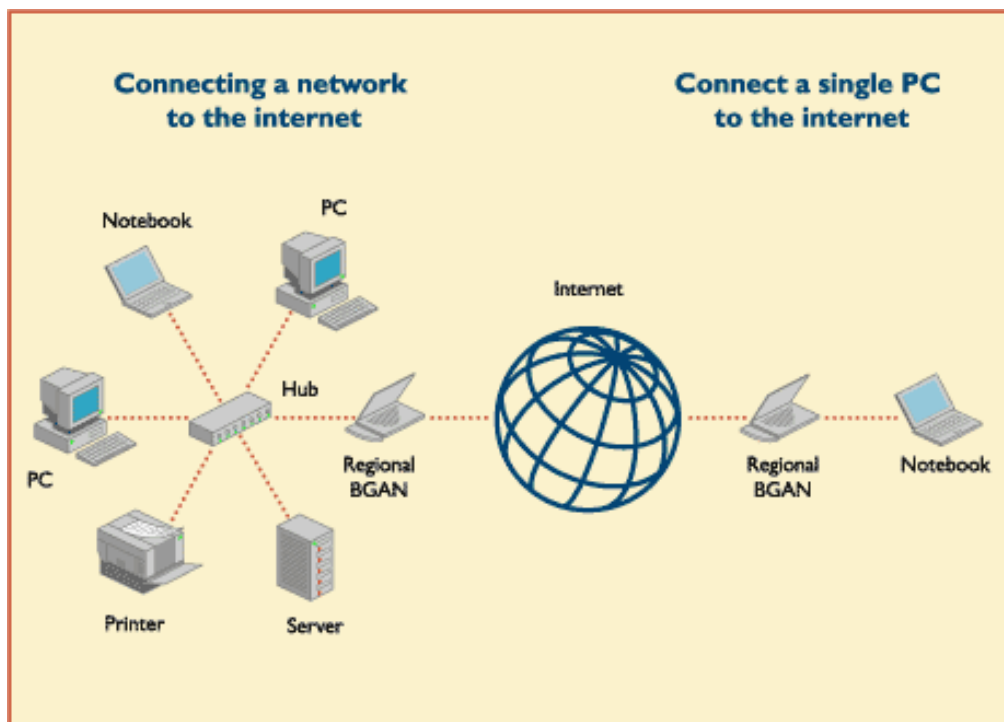 Connecting a network
to the internet
Connect a single PC
to the internet
Notebook
PC
Internet
Hub
PC
Regional
BGAN
Regional
BGAN
Notebook
Printer
Server